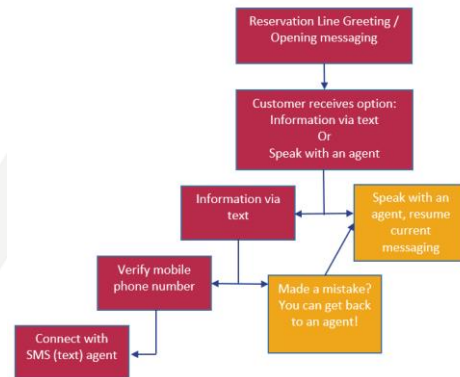 Reservation Line Greeting /
Opening messaging
Customer receives option:
Information via text
Or
Speak with an agent
Information via
text
Speak with an
agent, resume
current
messaging
Verify mobile
phone number
Made a mistake?
You can get back
to an agent!
Connect with
SMS (text) agent